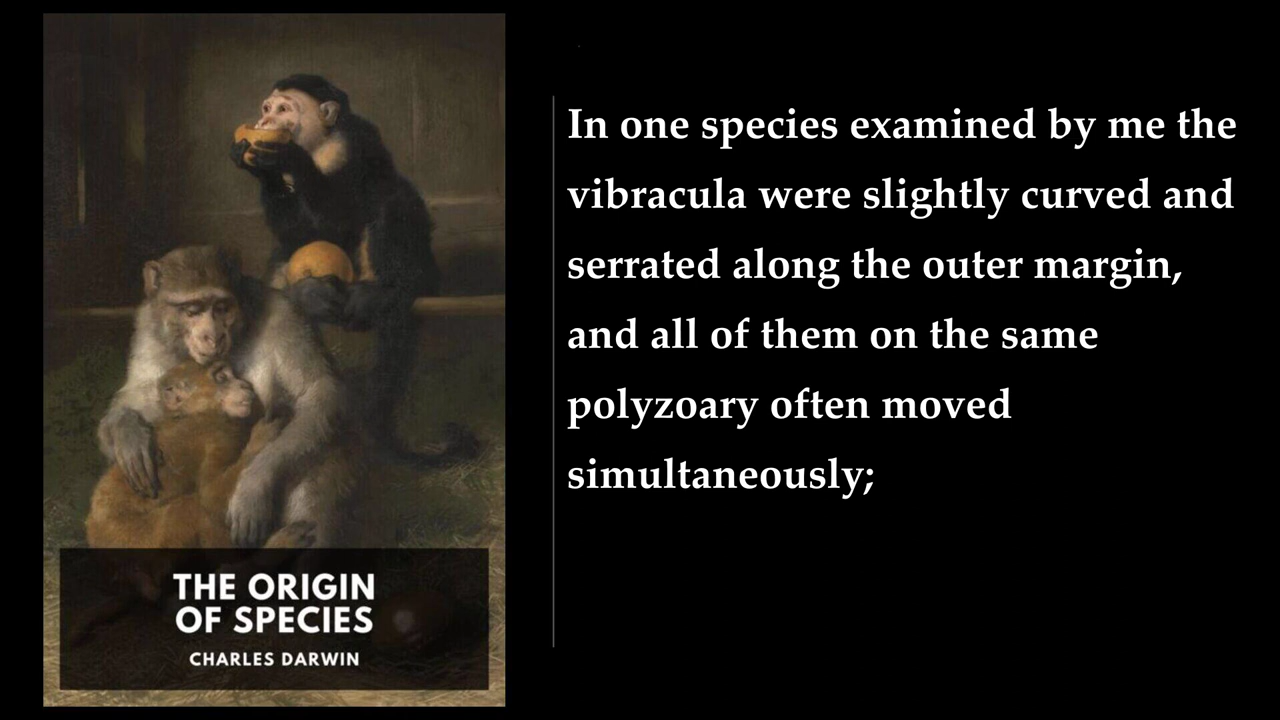 THE ORIGIN
OF SPECIES
CHARLES DARWIN
In one species examined by me the
vibracula were slightly curved and
serrated along the outer margin,
and all of them on the same
polyzoary often moved
simultaneously;